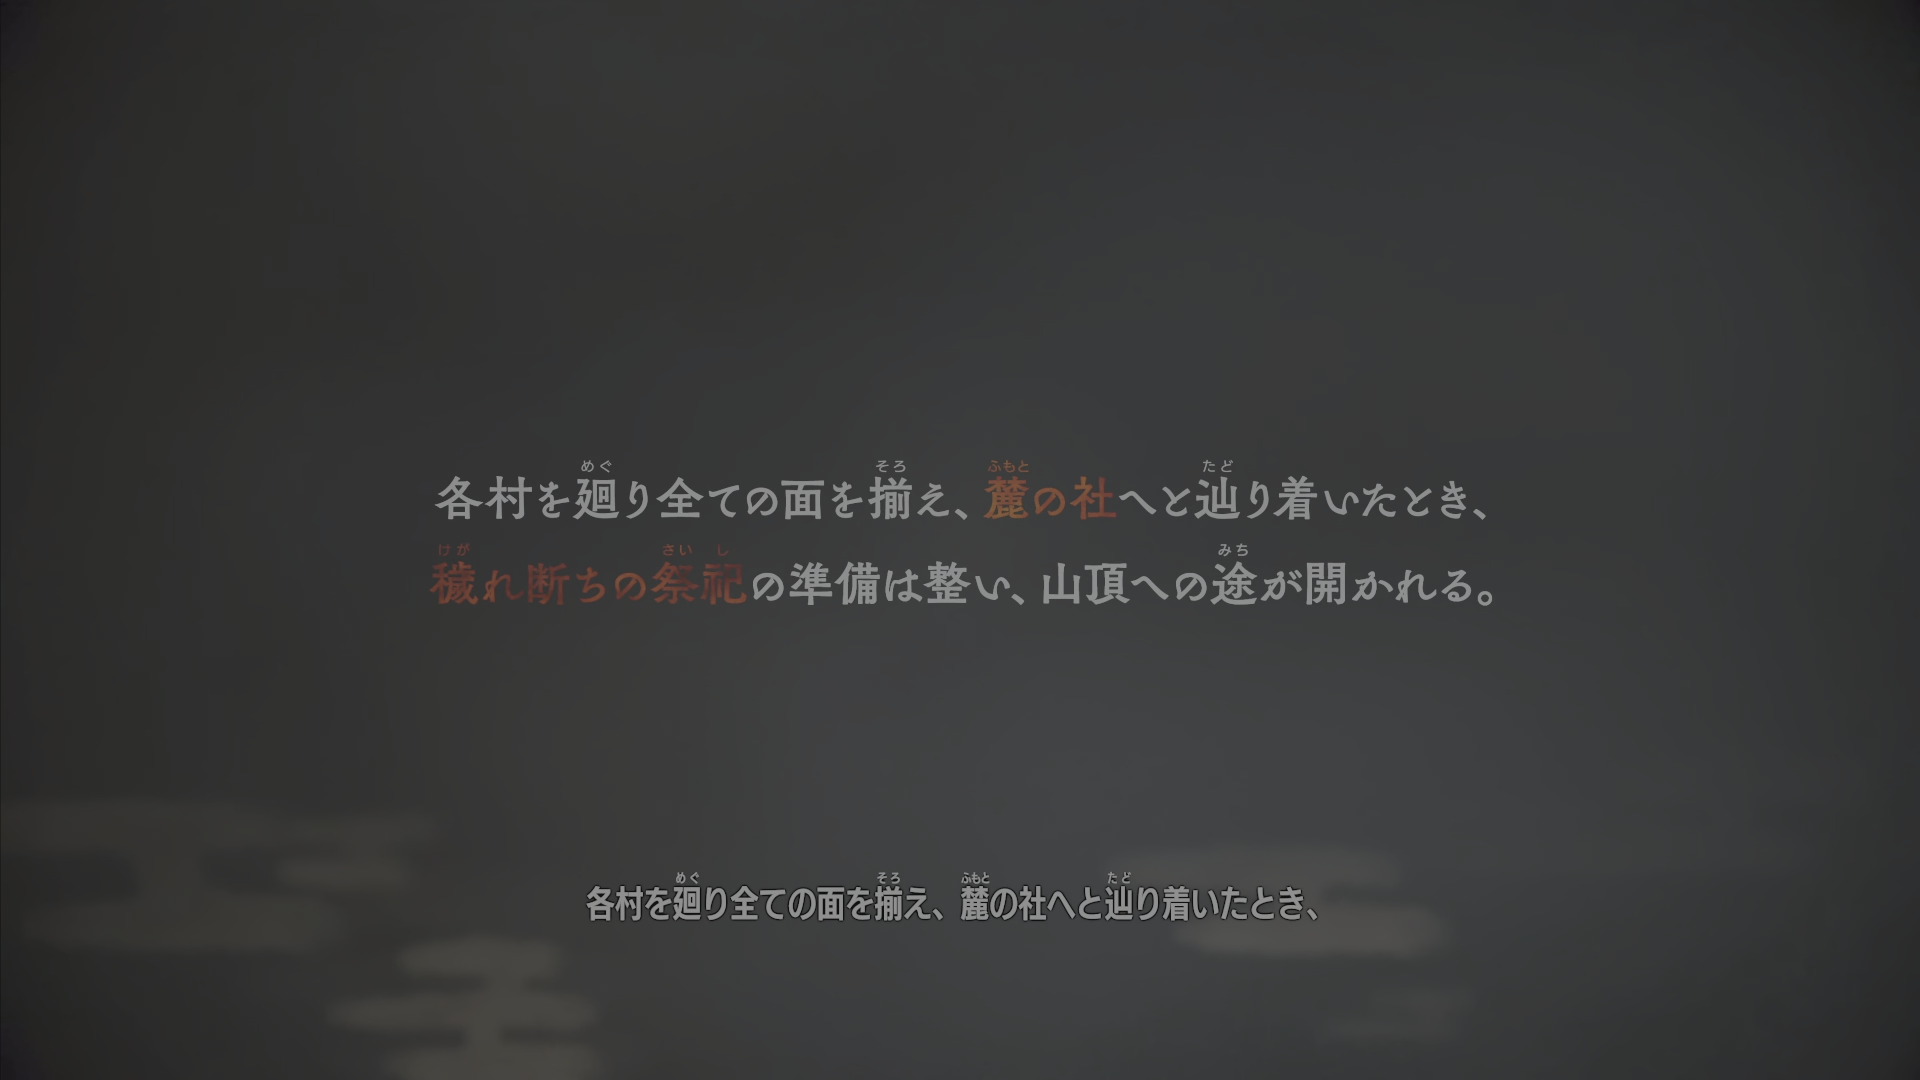 各村を廻り全ての面を揃え、麓の社へと辿り着いたとき、
穢れ断ちの祭祀の準備は整い、山頂への途が開かれる。
各村を廻り全ての面を揃え、麓の社へと辿り着いたとき、